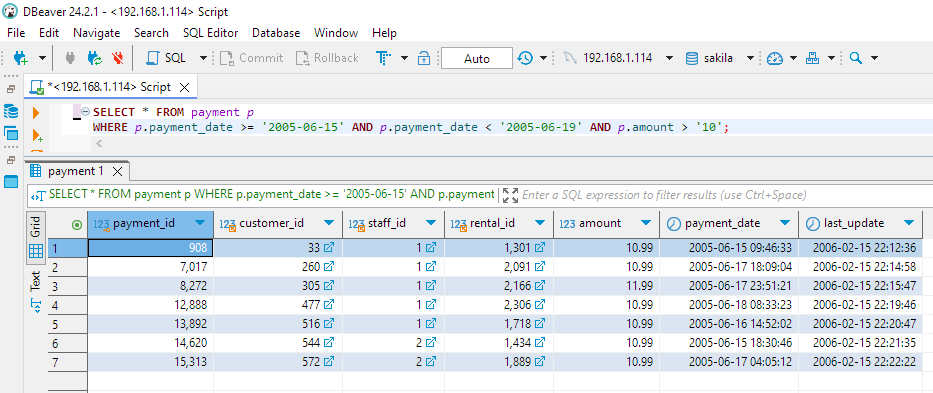 DBeaver 24.2.1 - <192.168.1.114> Script
File Edit Navigate Search SQL Editor Database Window Help
SQL Commit Rollback Auto 192.168.1.114 sakila
*<192.168.1.114> Script
SELECT * FROM payment p
WHERE p.payment_date >= '2005-06-15' AND p.payment_date < '2005-06-19' AND p.amount > '10';
payment 1
SELECT * FROM payment p WHERE p.payment_date >= '2005-06-15' AND p.payment Enter a SQL expression to filter results (use Ctrl+Space)
Grid
Text
123 payment_id 123 customer_id 123 staff_id 123 rental_id 123 amount payment_date last_update
1 908 33 1 1,301 10.99 2005-06-15 09:46:33 2006-02-15 22:12:36
2 7,017 260 1 2,091 10.99 2005-06-17 18:09:04 2006-02-15 22:14:58
3 8,272 305 1 2,166 11.99 2005-06-17 23:51:21 2006-02-15 22:15:47
4 12,888 477 1 2,306 10.99 2005-06-18 08:33:23 2006-02-15 22:19:46
5 13,892 516 1 1,718 10.99 2005-06-16 14:52:02 2006-02-15 22:20:47
6 14,620 544 2 1,434 10.99 2005-06-15 18:30:46 2006-02-15 22:21:35
7 15,313 572 2 1,889 10.99 2005-06-17 04:05:12 2006-02-15 22:22:22